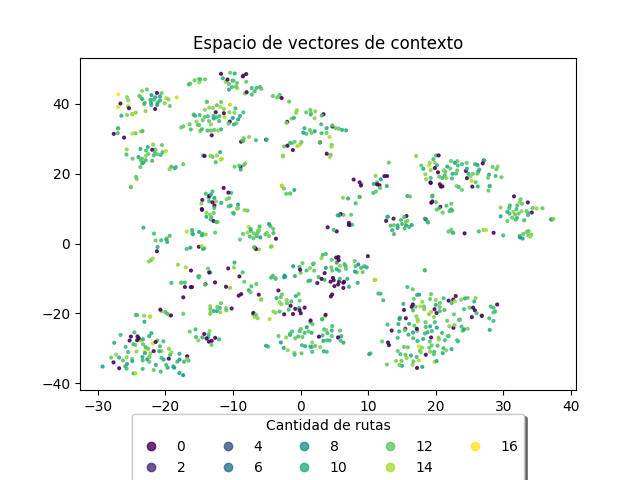 Espacio de vectores de contexto
40
20
0
−20
−40
−30 −20 −10 0 10 20 30 40
Cantidad de rutas
0 4 8 12 16
2 6 10 14